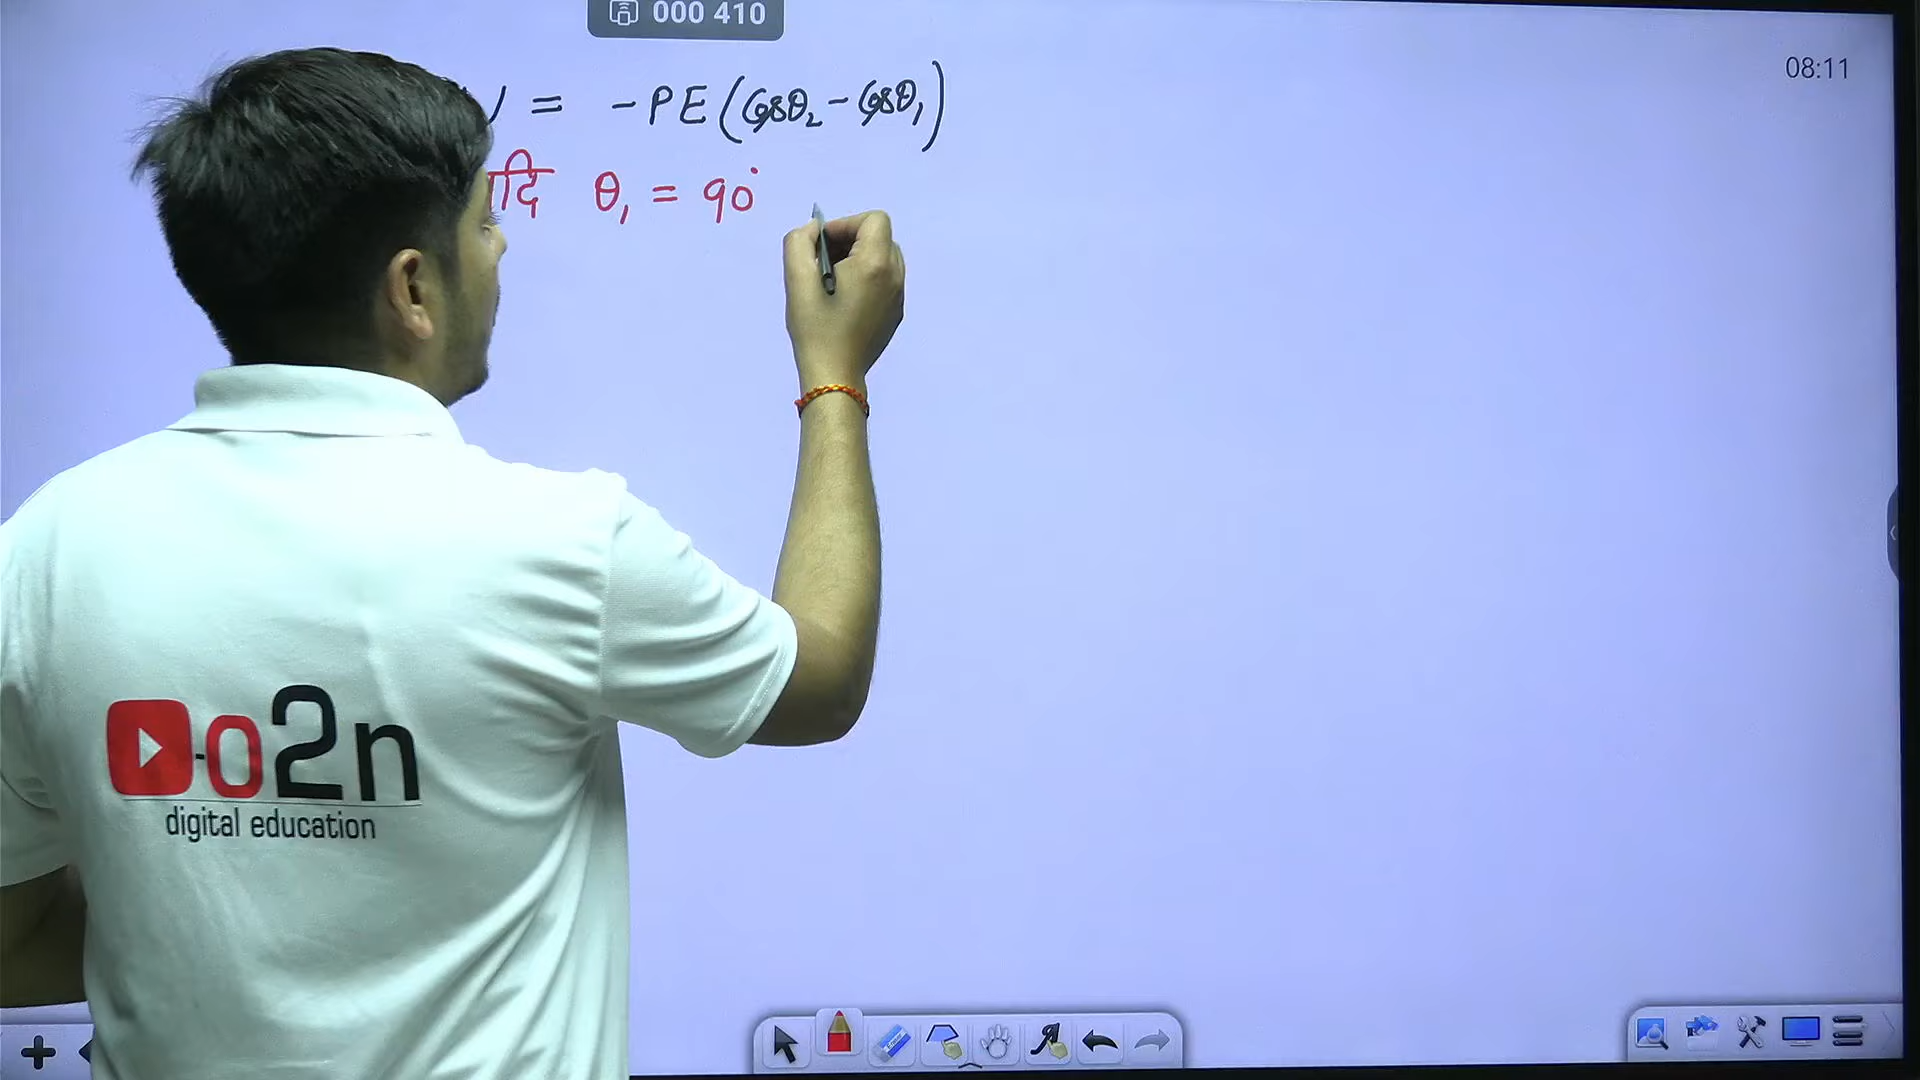 000 410
08:11
= -PE(Cosθ₂ - Cosθ₁)
यदि θ₁ = 90°
o2n
digital education